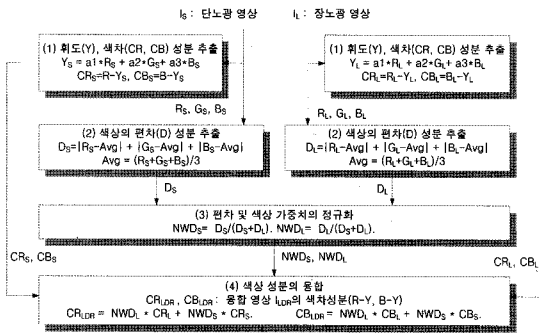 I_S : 단노광 영상
I_L : 장노광 영상
(1) 휘도(Y), 색차(CR, CB) 성분 추출
Y_S = a1*R_S + a2*G_S + a3*B_S
CR_S=R-Y_S, CB_S=B-Y_S
(1) 휘도(Y), 색차(CR, CB) 성분 추출
Y_L = a1*R_L + a2*G_L + a3*B_L
CR_L=R_L-Y_L, CB_L=B_L-Y_L
R_S, G_S, B_S
R_L, G_L, B_L
(2) 색상의 편차(D) 성분 추출
D_S=|R_S-Avg| + |G_S-Avg| + |B_S-Avg|
Avg = (R_S+G_S+B_S)/3
(2) 색상의 편차(D) 성분 추출
D_L=|R_L-Avg| + |G_L-Avg| + |B_L-Avg|
Avg = (R_L+G_L+B_L)/3
D_S
D_L
(3) 편차 및 색상 가중치의 정규화
NWD_S= D_S/(D_S+D_L). NWD_L= D_L/(D_S+D_L).
CR_S, CB_S
NWD_S, NWD_L
CR_L, CB_L
(4) 색상 성분의 융합
CR_LDR, CB_LDR: 융합 영상 I_LDR의 색차성분(R-Y, B-Y)
CR_LDR = NWD_L * CR_L + NWD_S * CR_S. CB_LDR = NWD_L * CB_L + NWD_S * CB_S.